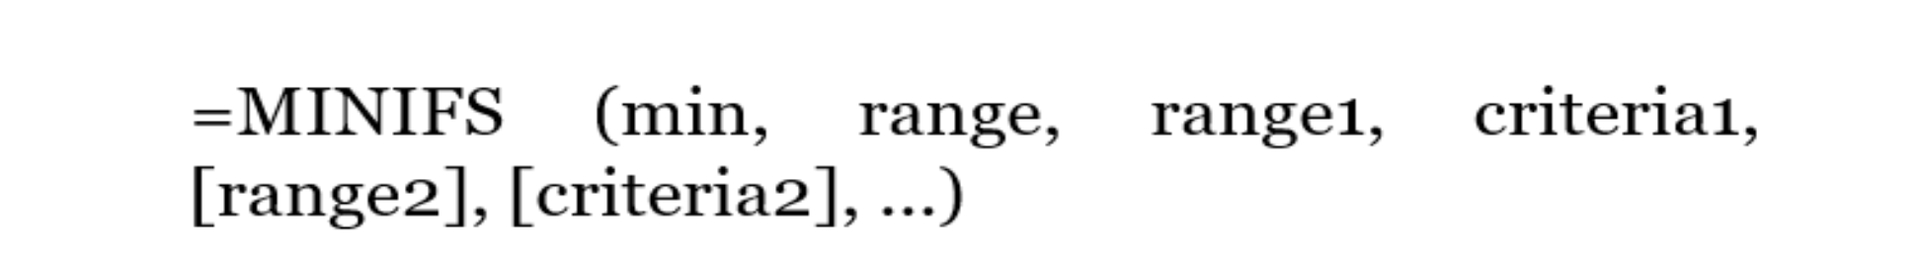 =MINIFS (min, range, range1, criteria1,
[range2], [criteria2], ...)